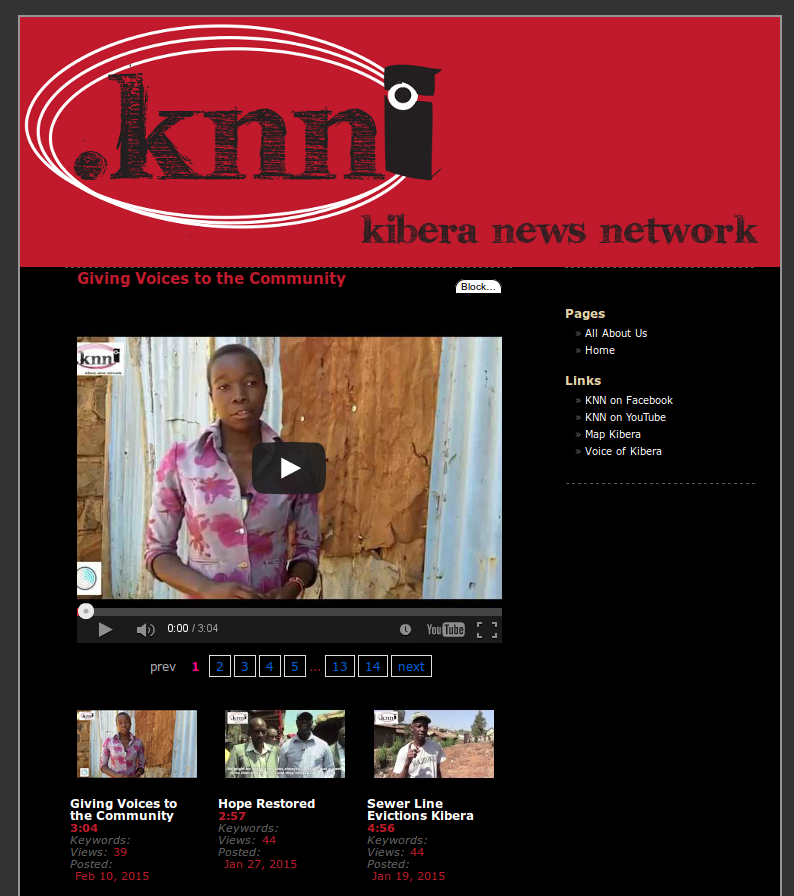 .knni
kibera news network
Giving Voices to the Community
Block...
Pages
» All About Us
» Home
Links
» KNN on Facebook
» KNN on YouTube
» Map Kibera
» Voice of Kibera
knni
0:00 / 3:04
YouTube
prev 1 2 3 4 5 ... 13 14 next
Giving Voices to
the Community
3:04
Keywords:
Views: 39
Posted:
Feb 10, 2015
Hope Restored
2:57
Keywords:
Views: 44
Posted:
Jan 27, 2015
Sewer Line
Evictions Kibera
4:56
Keywords:
Views: 44
Posted:
Jan 19, 2015